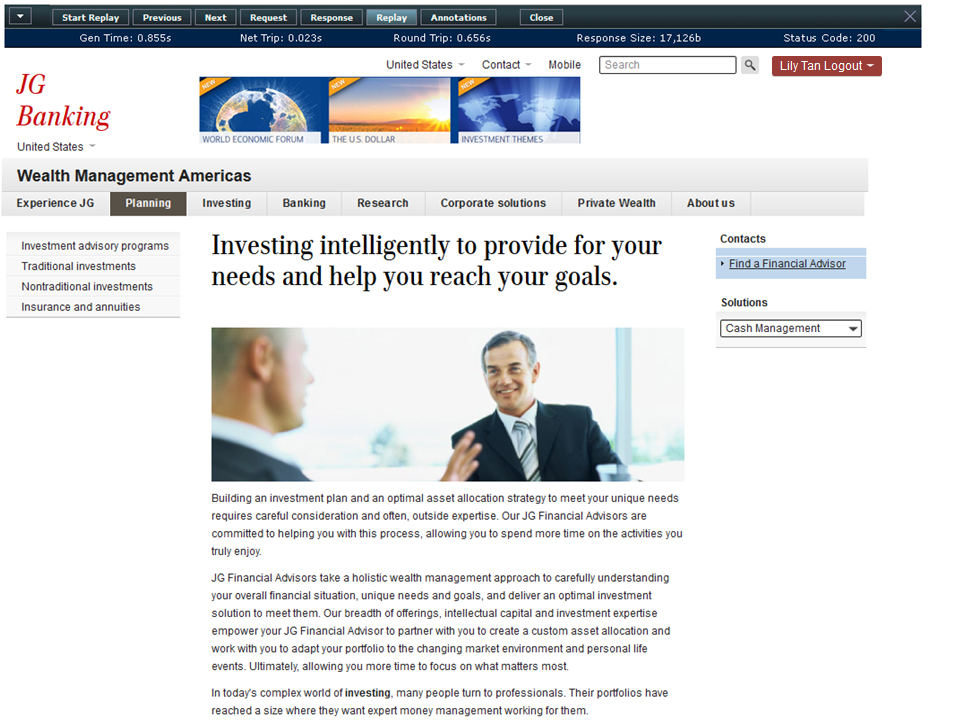 Start Replay Previous Next Request Response Replay Annotations Close
Gen Time: 0.855s Net Trip: 0.023s Round Trip: 0.656s Response Size: 17,126b Status Code: 200
United States Contact Mobile Search Lily Tan Logout
JG
Banking
United States
NEW NEW NEW
WORLD ECONOMIC FORUM THE U.S. DOLLAR INVESTMENT THEMES
Wealth Management Americas
Experience JG Planning Investing Banking Research Corporate solutions Private Wealth About us
Investment advisory programs
Traditional investments
Nontraditional investments
Insurance and annuities
Investing intelligently to provide for your
needs and help you reach your goals.
Contacts
Find a Financial Advisor
Solutions
Cash Management
Building an investment plan and an optimal asset allocation strategy to meet your unique needs
requires careful consideration and often, outside expertise. Our JG Financial Advisors are
committed to helping you with this process, allowing you to spend more time on the activities you
truly enjoy.
JG Financial Advisors take a holistic wealth management approach to carefully understanding
your overall financial situation, unique needs and goals, and deliver an optimal investment
solution to meet them. Our breadth of offerings, intellectual capital and investment expertise
empower your JG Financial Advisor to partner with you to create a custom asset allocation and
work with you to adapt your portfolio to the changing market environment and personal life
events. Ultimately, allowing you more time to focus on what matters most.
In today's complex world of investing, many people turn to professionals. Their portfolios have
reached a size where they want expert money management working for them.